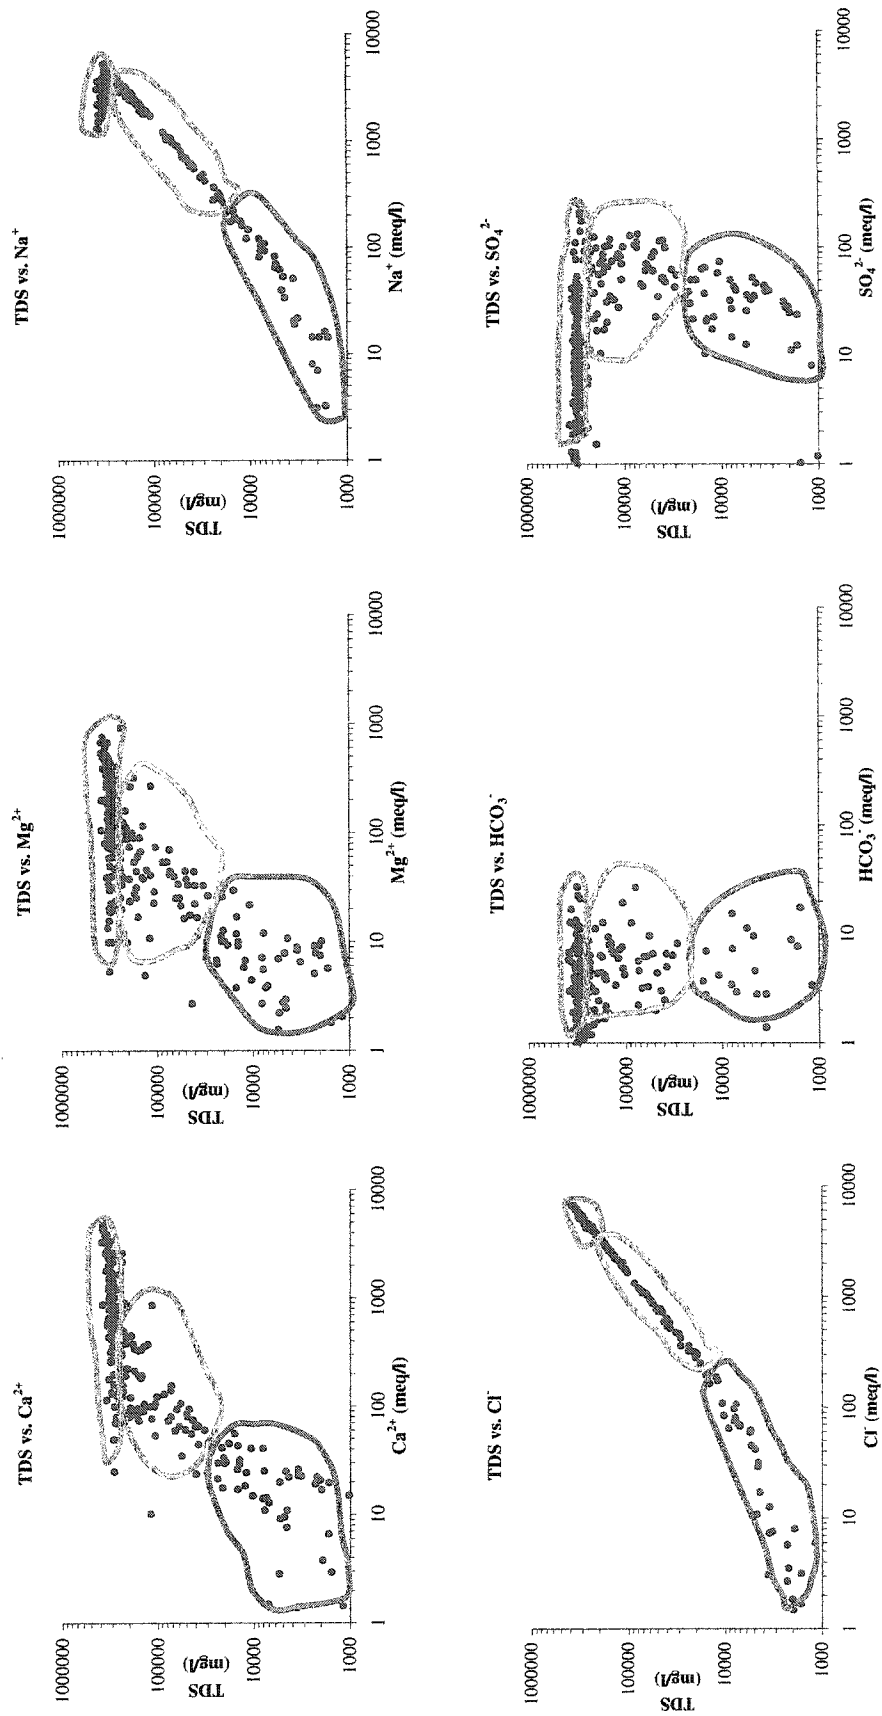 TDS vs. Ca2+
1000000
100000
10000
1000
TDS
(mg/l)
1
10
100
1000
10000
Ca2+ (meq/l)
TDS vs. Mg2+
1000000
100000
10000
1000
TDS
(mg/l)
1
10
100
1000
10000
Mg2+ (meq/l)
TDS vs. Na+
1000000
100000
10000
1000
TDS
(mg/l)
1
10
100
1000
10000
Na+ (meq/l)
TDS vs. Cl-
1000000
100000
10000
1000
TDS
(mg/l)
1
10
100
1000
10000
Cl- (meq/l)
TDS vs. HCO3-
1000000
100000
10000
1000
TDS
(mg/l)
1
10
100
1000
10000
HCO3- (meq/l)
TDS vs. SO42-
1000000
100000
10000
1000
TDS
(mg/l)
1
10
100
1000
10000
SO42- (meq/l)